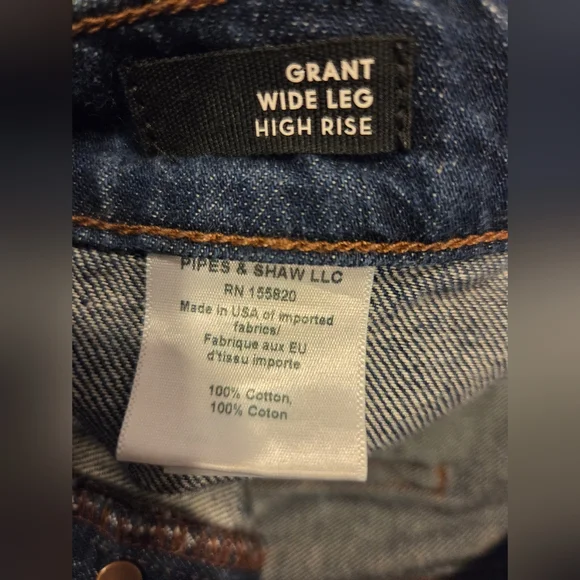 GRANT
WIDE LEG
HIGH RISE
PIPES & SHAW LLC
RN 155820
Made in USA of imported
fabrics/
Fabrique aux EU
d'tissu importe
100% Cotton,
100% Coton